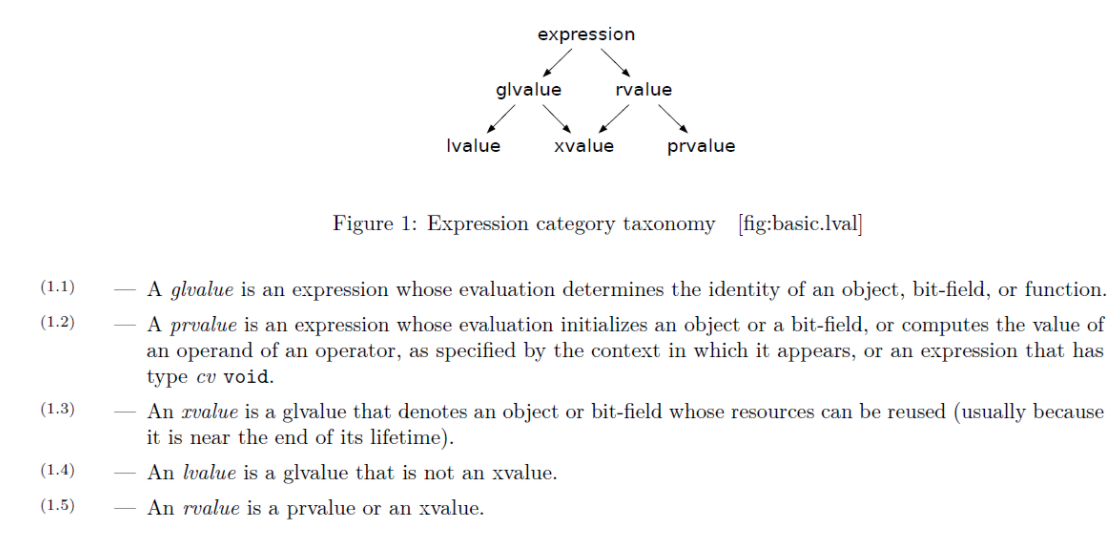 expression
glvalue rvalue
lvalue xvalue prvalue
Figure 1: Expression category taxonomy [fig:basic.lval]
(1.1) — A glvalue is an expression whose evaluation determines the identity of an object, bit-field, or function.
(1.2) — A prvalue is an expression whose evaluation initializes an object or a bit-field, or computes the value of
an operand of an operator, as specified by the context in which it appears, or an expression that has
type cv void.
(1.3) — An xvalue is a glvalue that denotes an object or bit-field whose resources can be reused (usually because
it is near the end of its lifetime).
(1.4) — An lvalue is a glvalue that is not an xvalue.
(1.5) — An rvalue is a prvalue or an xvalue.